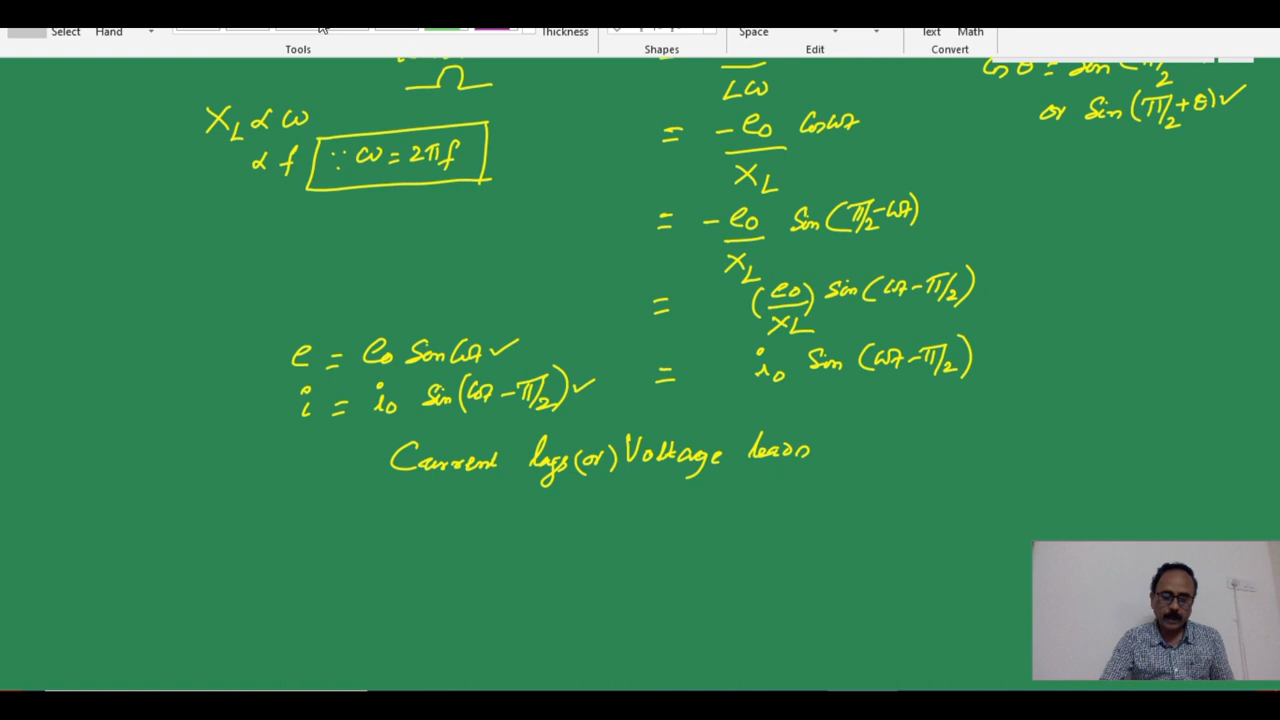 Select Hand Thickness Space Text Math
Tools Shapes Edit Convert
Lω
or Sin(π/2+θ)✓
X_L ∝ ω
∝ f ∵ ω = 2πf
= -e₀/X_L Cosωt
= -e₀/X_L Sin(π/2-ωt)
= (e₀/X_L) Sin(ωt-π/2)
= i₀ Sin(ωt-π/2)
e = e₀ Sinωt ✓
i = i₀ Sin(ωt-π/2) ✓
Current lags (or) Voltage leads